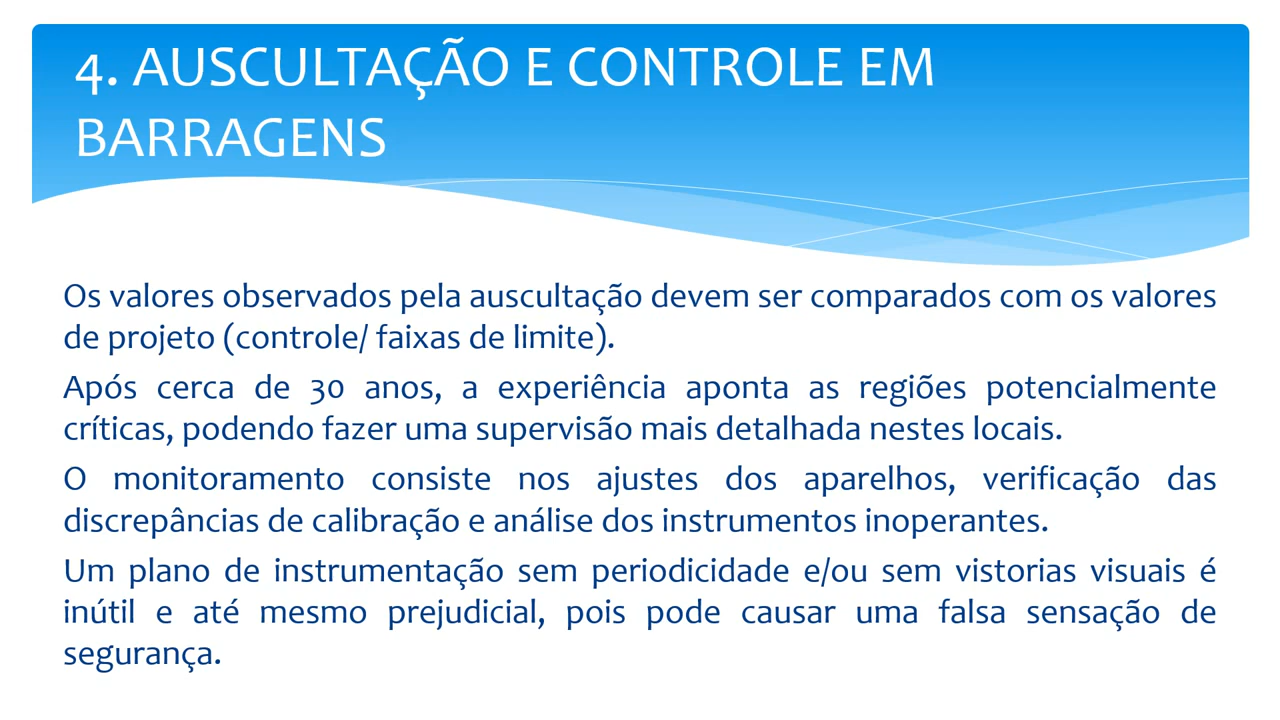 4. AUSCULTAÇÃO E CONTROLE EM
BARRAGENS
Os valores observados pela auscultação devem ser comparados com os valores
de projeto (controle/ faixas de limite).
Após cerca de 30 anos, a experiência aponta as regiões potencialmente
críticas, podendo fazer uma supervisão mais detalhada nestes locais.
O monitoramento consiste nos ajustes dos aparelhos, verificação das
discrepâncias de calibração e análise dos instrumentos inoperantes.
Um plano de instrumentação sem periodicidade e/ou sem vistorias visuais é
inútil e até mesmo prejudicial, pois pode causar uma falsa sensação de
segurança.